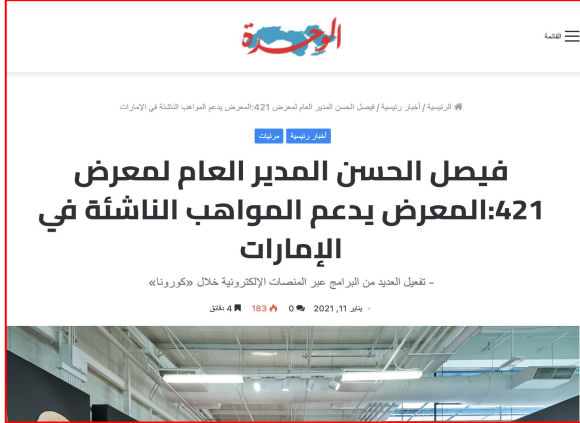 الوحدة
القائمة
الرئيسية / أخبار رئيسية / فيصل الحسن المدير العام لمعرض 421:المعرض يدعم المواهب الناشئة في الإمارات
أخبار رئيسية
مرئيات
فيصل الحسن المدير العام لمعرض
421:المعرض يدعم المواهب الناشئة في
الإمارات
– تفعيل العديد من البرامج عبر المنصات الإلكترونية خلال «كورونا»
يناير 11, 2021 0 183 4 دقائق